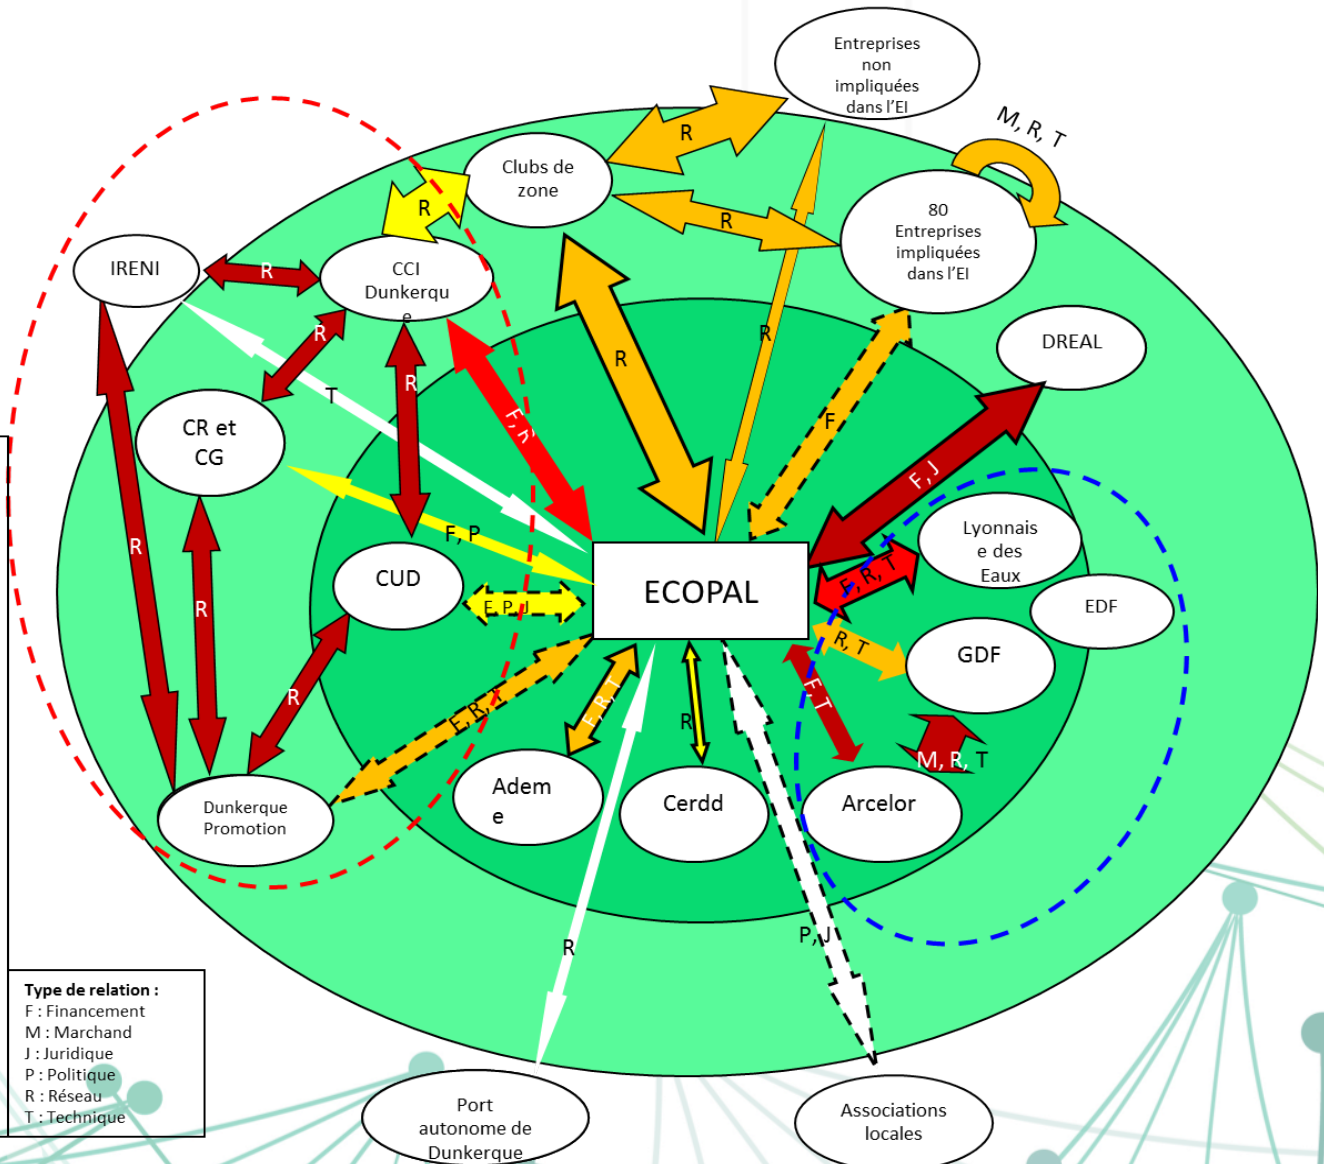 Entreprises
non
impliquées
dans l'EI
M, R, T
R
Clubs de
zone
R
R
80
Entreprises
impliquées
dans l'EI
IRENI
R
CCI
Dunkerqu
e
R
R
R
R
DREAL
T
F, R
F
CR et
CG
F, J
F, P
Lyonnais
e des
Eaux
R
CUD
F, P, J
ECOPAL
F, R, T
EDF
R
R, T
GDF
R
F, R, T
F, R, T
R
F, T
M, R, T
Dunkerque
Promotion
Adem
e
Cerdd
Arcelor
R
P, J
Type de relation :
F : Financement
M : Marchand
J : Juridique
P : Politique
R : Réseau
T : Technique
Port
autonome de
Dunkerque
Associations
locales